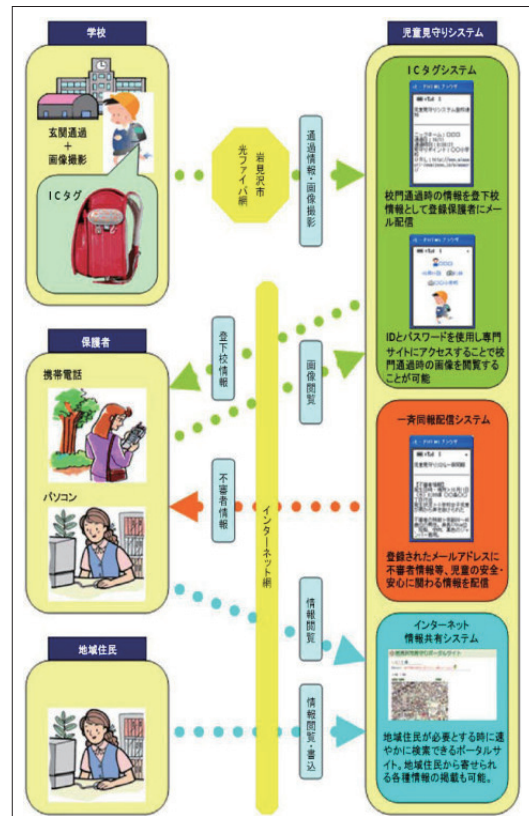 学校
玄関通過
+
画像撮影
ICタグ
岩見沢市
光ファイバ網
通過情報・画像撮影
児童見守りシステム
ICタグシステム
校門通過時の情報を登下校
情報として登録保護者にメー
ル配信
IDとパスワードを使用し専門
サイトにアクセスすることで校
門通過時の画像を閲覧する
ことが可能
保護者
携帯電話
パソコン
登下校情報
画像閲覧
不審者情報
インターネット網
一斉同報配信システム
登録されたメールアドレスに
不審者情報等、児童の安全・
安心に関わる情報を配信
情報閲覧
地域住民
情報閲覧・書込
インターネット
情報共有システム
地域住民が必要とする時に速
やかに検索できるポータルサ
イト。地域住民から寄せられ
る各種情報の掲載も可能。